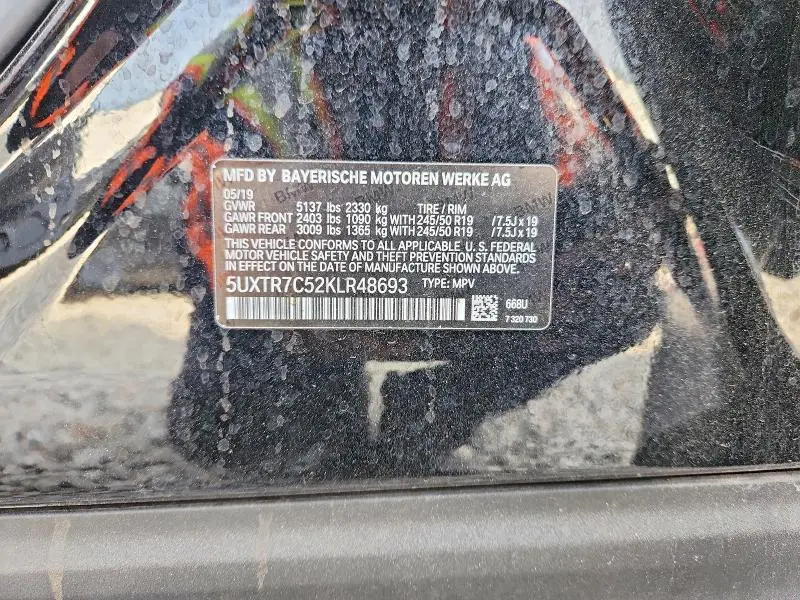 MFD BY BAYERISCHE MOTOREN WERKE AG
05/19
GVWR 5137 lbs 2330 kg TIRE / RIM
GAWR FRONT 2403 lbs 1090 kg WITH 245/50 R19 /7.5J x 19
GAWR REAR 3009 lbs 1365 kg WITH 245/50 R19 /7.5J x 19
THIS VEHICLE CONFORMS TO ALL APPLICABLE U. S. FEDERAL
MOTOR VEHICLE SAFETY AND THEFT PREVENTION STANDARDS
IN EFFECT ON THE DATE OF MANUFACTURE SHOWN ABOVE.
5UXTR7C52KLR48693 TYPE: MPV
668U
7 320 730